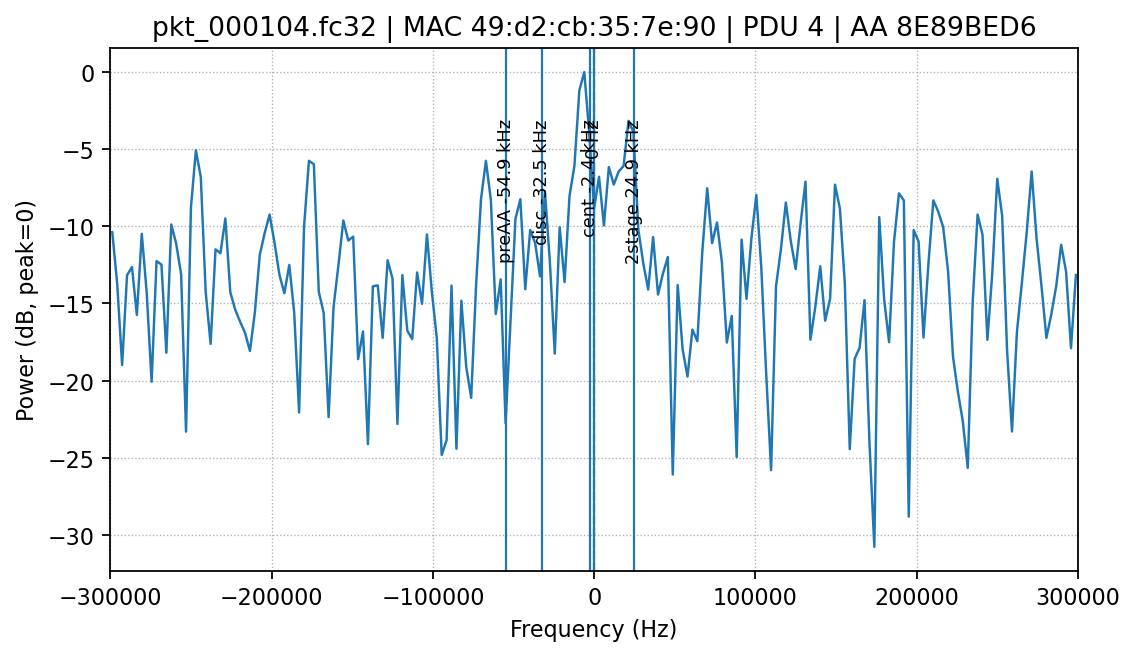 pkt_000104.fc32 | MAC 49:d2:cb:35:7e:90 | PDU 4 | AA 8E89BED6
Power (dB, peak=0)
0
−5
−10
−15
−20
−25
−30
preAA -54.9 kHz
disc -32.5 kHz
cent -2.4 kHz
0 Hz
2stage 24.9 kHz
−300000
−200000
−100000
0
100000
200000
300000
Frequency (Hz)